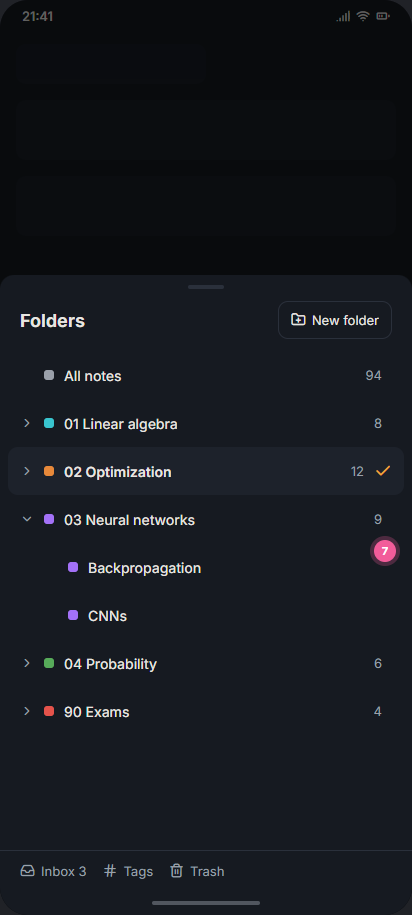 21:41
Folders
New folder
All notes 94
01 Linear algebra 8
02 Optimization 12
03 Neural networks 9
7
Backpropagation
CNNs
04 Probability 6
90 Exams 4
Inbox 3 Tags Trash